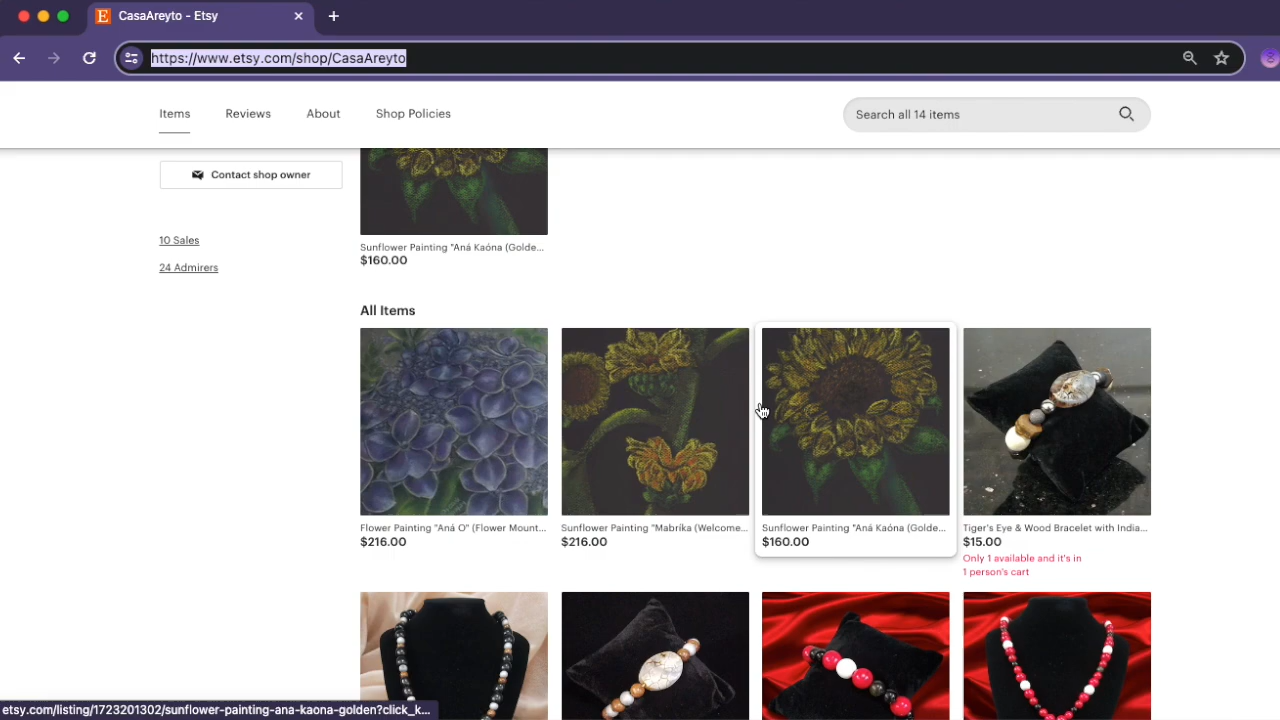 CasaAreyto - Etsy
https://www.etsy.com/shop/CasaAreyto
Items Reviews About Shop Policies
Search all 14 items
Contact shop owner
10 Sales
24 Admirers
Sunflower Painting "Aná Kaóna (Golde...
$160.00
All Items
Flower Painting "Aná O" (Flower Mount...
$216.00
Sunflower Painting "Mabrika (Welcome...
$216.00
Sunflower Painting "Aná Kaóna (Golde...
$160.00
Tiger's Eye & Wood Bracelet with India...
$15.00
Only 1 available and it's in
1 person's cart
etsy.com/listing/1723201302/sunflower-painting-ana-kaona-golden?click_k...